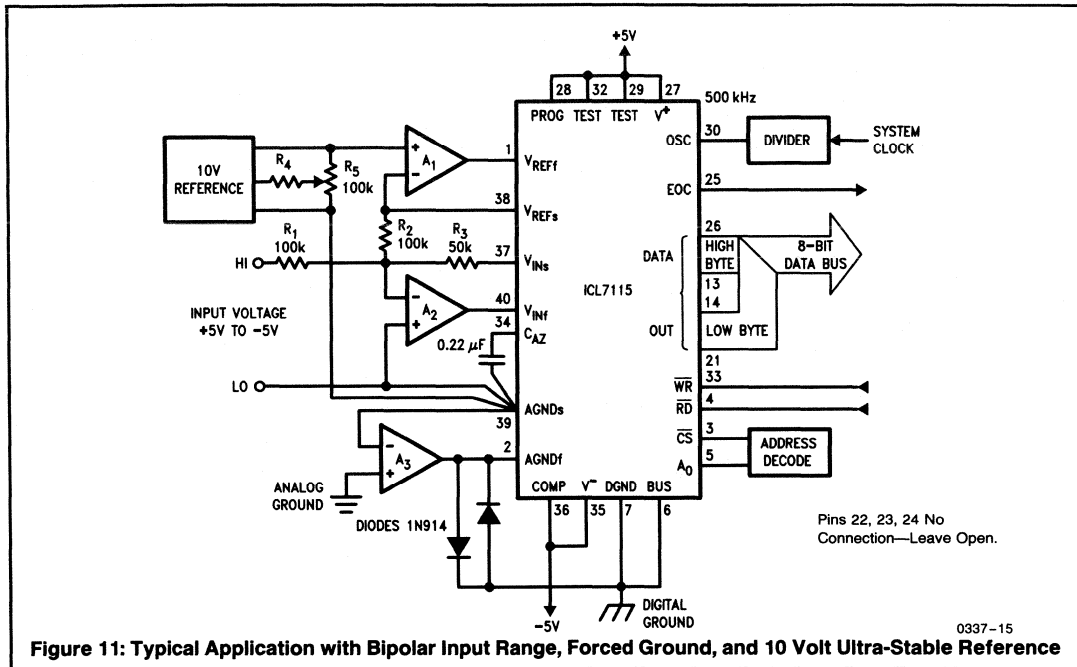 +5V
28 32 29 27
PROG TEST TEST V+
500 kHz
10V
REFERENCE
R4
R5
100k
A1
+
−
1
VREFf
38
VREFs
R1
100k
R2
100k
R3
50k
37
VINs
HI
INPUT VOLTAGE
+5V TO −5V
A2
−
+
40
VINf
34
CAZ
0.22 μF
LO
AGNDs
39
A3
−
+
2
AGNDf
ANALOG
GROUND
DIODES 1N914
ICL7115
OSC
30
DIVIDER
SYSTEM
CLOCK
EOC
25
26
DATA
HIGH
BYTE
8-BIT
DATA BUS
13
14
OUT
LOW BYTE
21
33
WR
RD
4
CS
3
A0
5
ADDRESS
DECODE
COMP V− DGND BUS
36 35 7 6
−5V
DIGITAL
GROUND
Pins 22, 23, 24 No
Connection—Leave Open.
0337–15
Figure 11: Typical Application with Bipolar Input Range, Forced Ground, and 10 Volt Ultra-Stable Reference